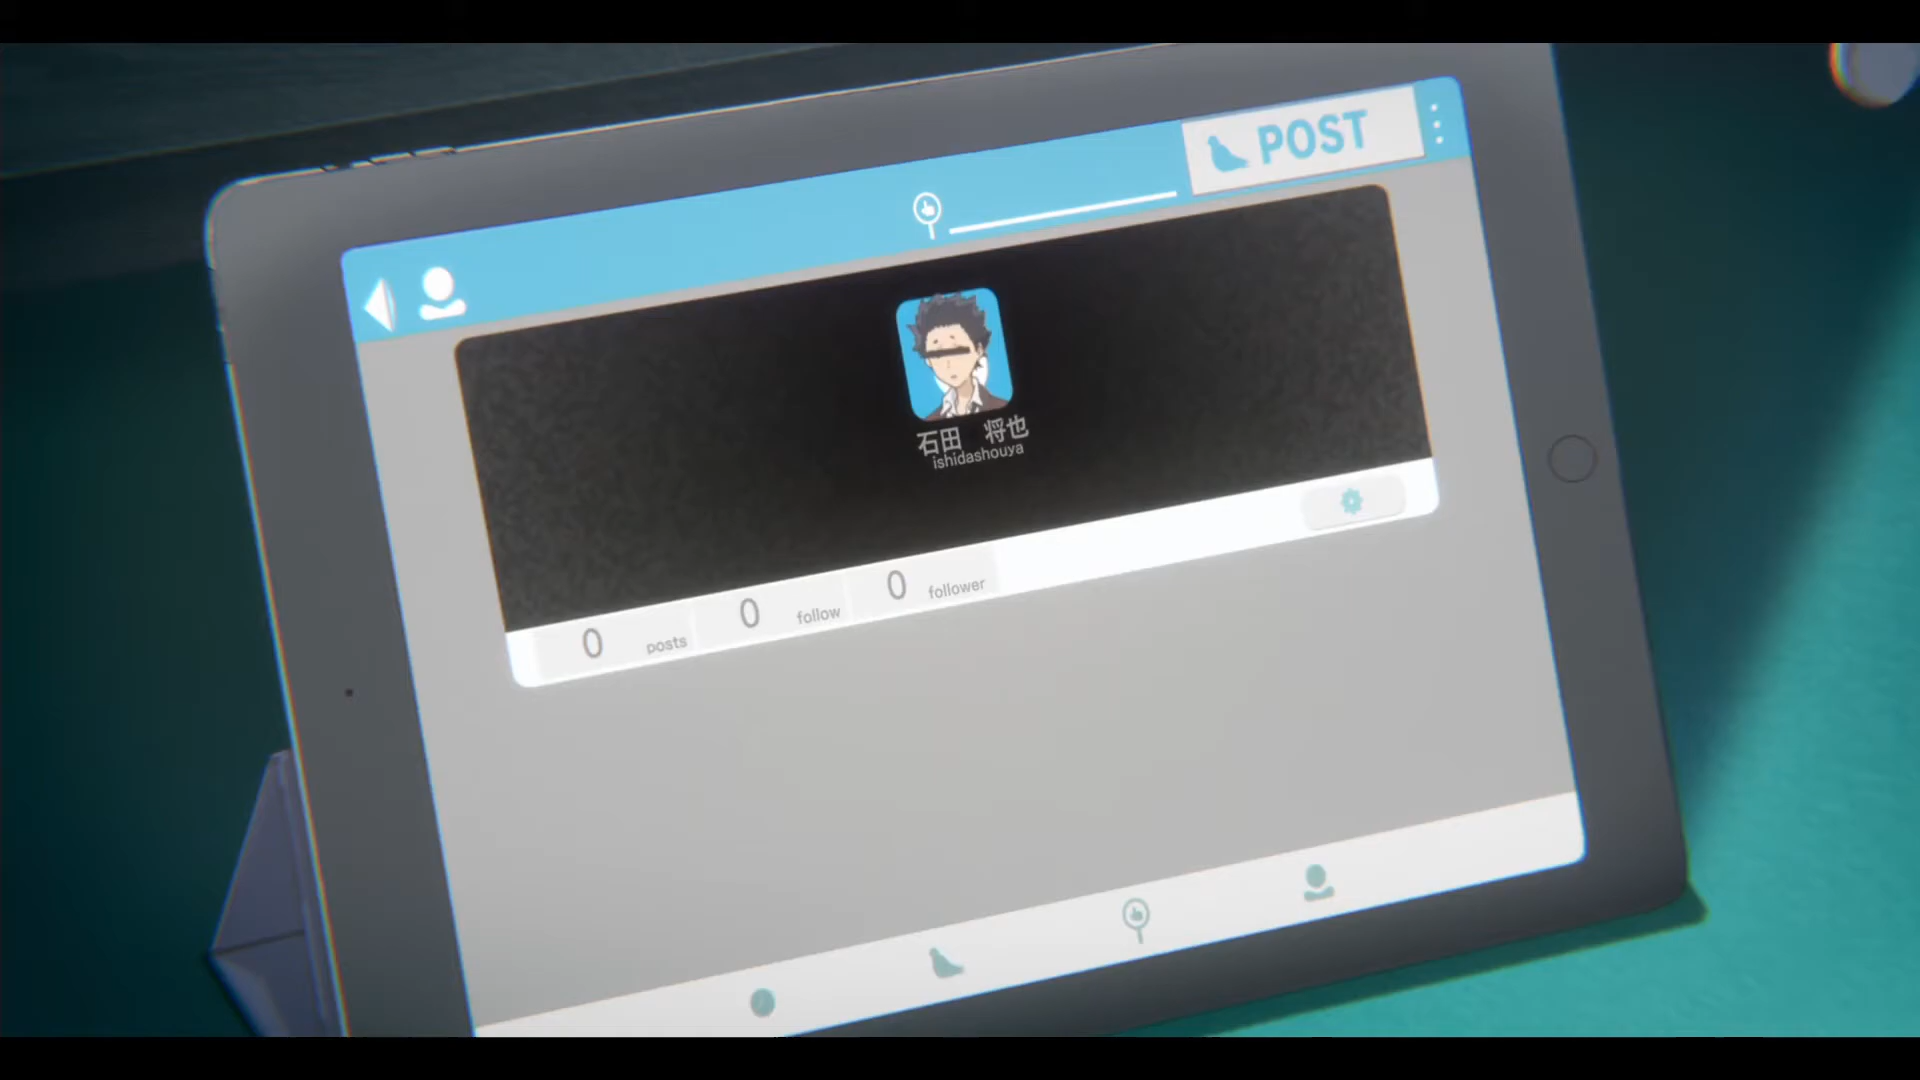 POST
石田　将也
ishidashouya
0 posts
0 follow
0 follower